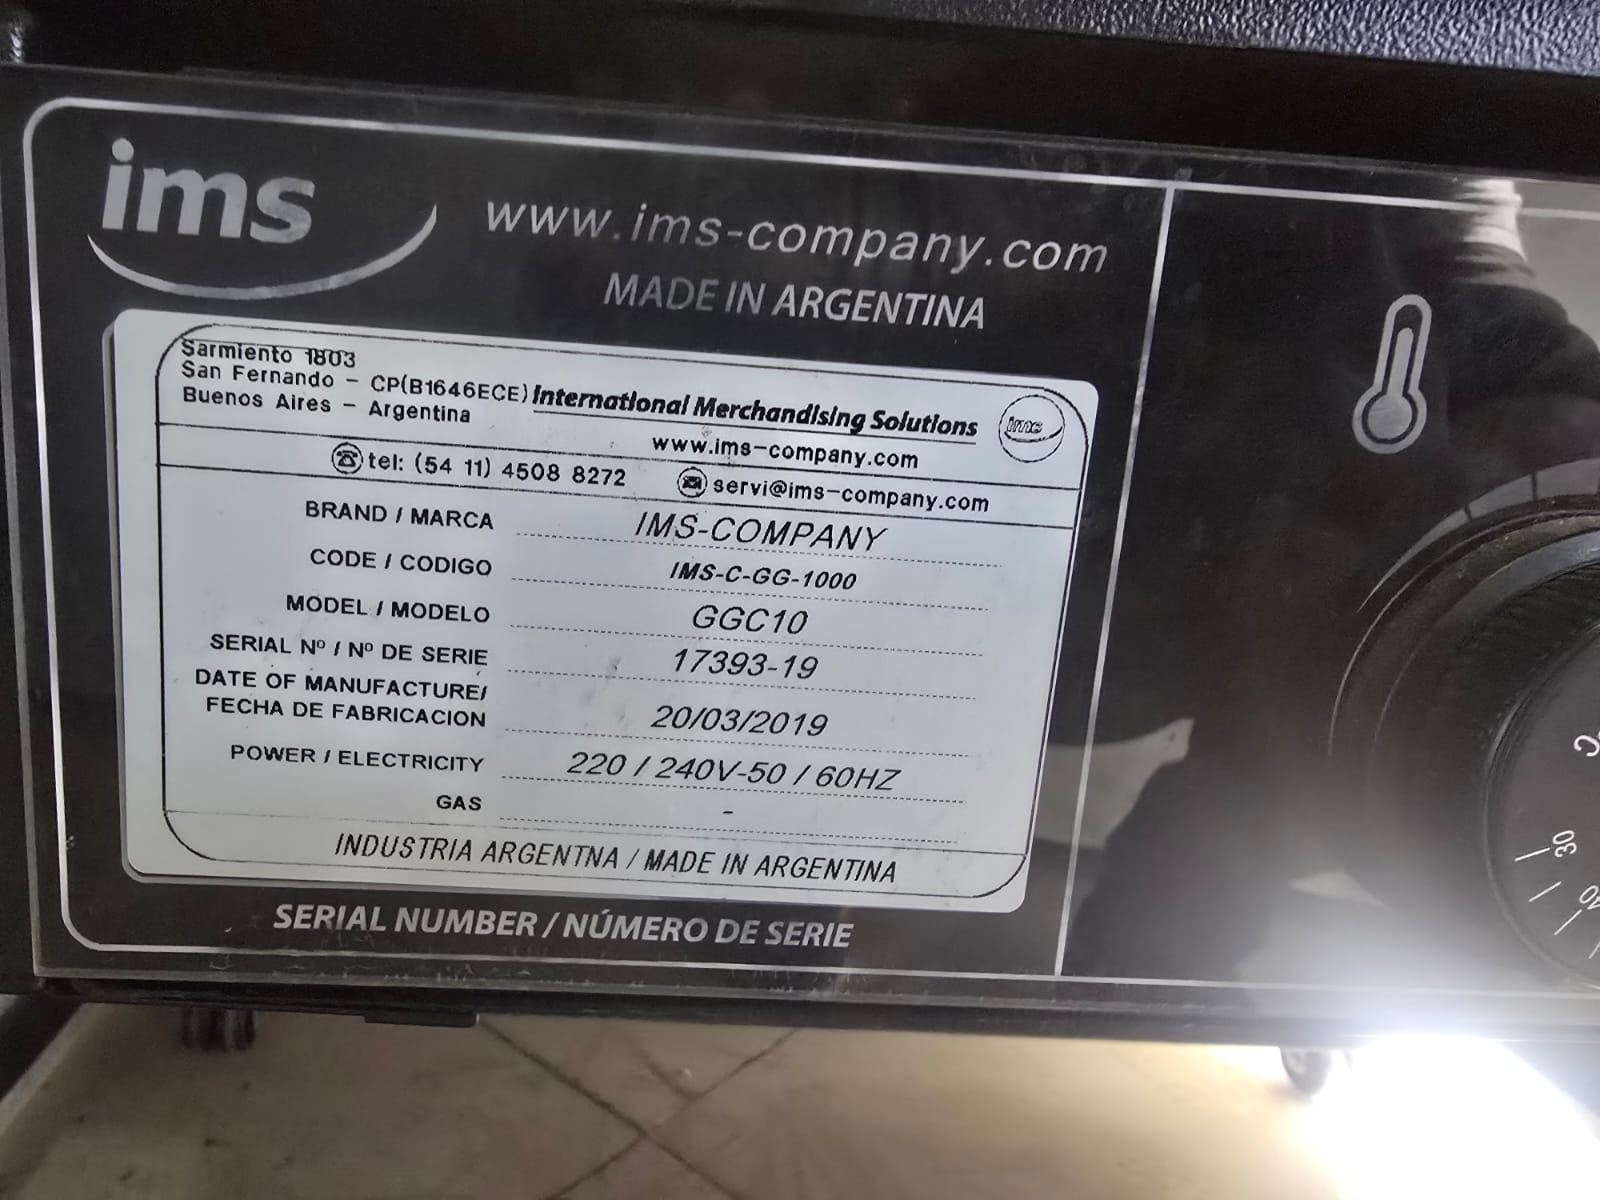 ims
www.ims-company.com
MADE IN ARGENTINA
Sarmiento 1803
San Fernando - CP(B1646ECE)
Buenos Aires - Argentina
International Merchandising Solutions
ims
www.ims-company.com
tel: (54 11) 4508 8272
servi@ims-company.com
BRAND / MARCA IMS-COMPANY
CODE / CODIGO IMS-C-GG-1000
MODEL / MODELO GGC10
SERIAL Nº / Nº DE SERIE 17393-19
DATE OF MANUFACTURE/
FECHA DE FABRICACION 20/03/2019
POWER / ELECTRICITY 220 / 240V-50 / 60HZ
GAS -
INDUSTRIA ARGENTNA / MADE IN ARGENTINA
SERIAL NUMBER / NÚMERO DE SERIE
30